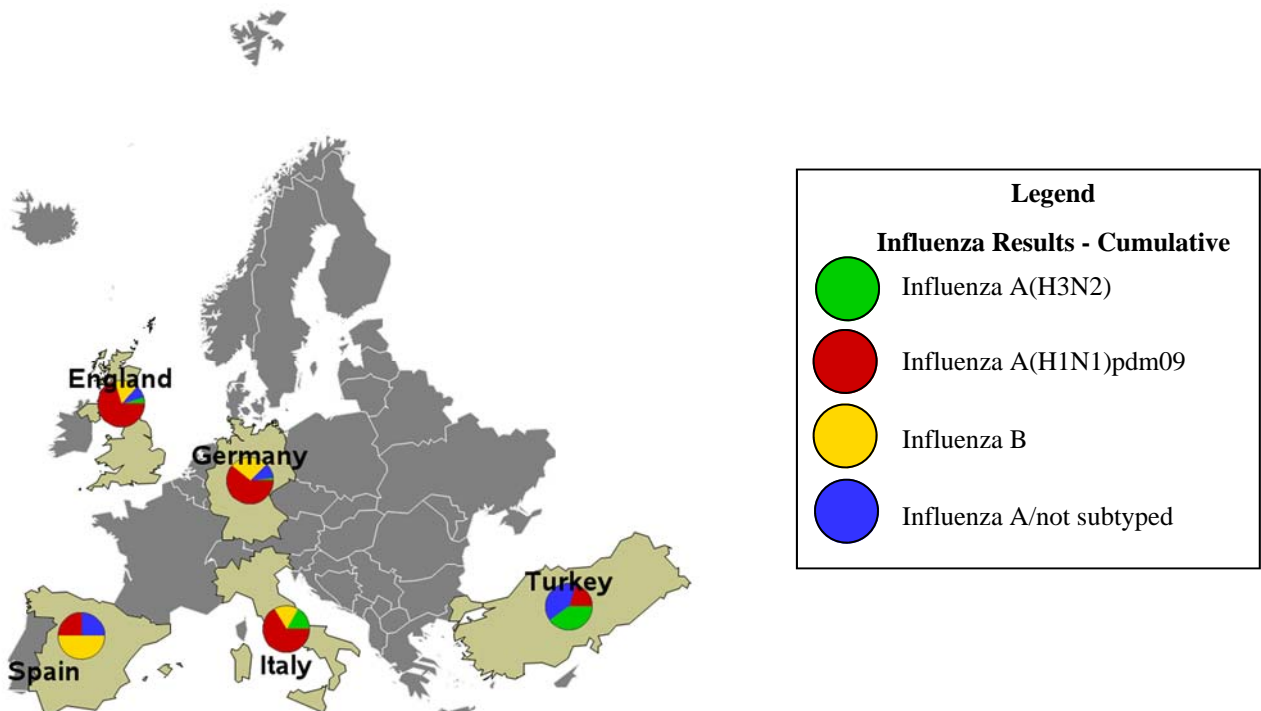 England
Germany
Turkey
Spain
Italy
Legend
Influenza Results - Cumulative
Influenza A(H3N2)
Influenza A(H1N1)pdm09
Influenza B
Influenza A/not subtyped